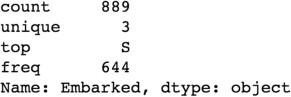 count 889
unique 3
top S
freq 644
Name: Embarked, dtype: object